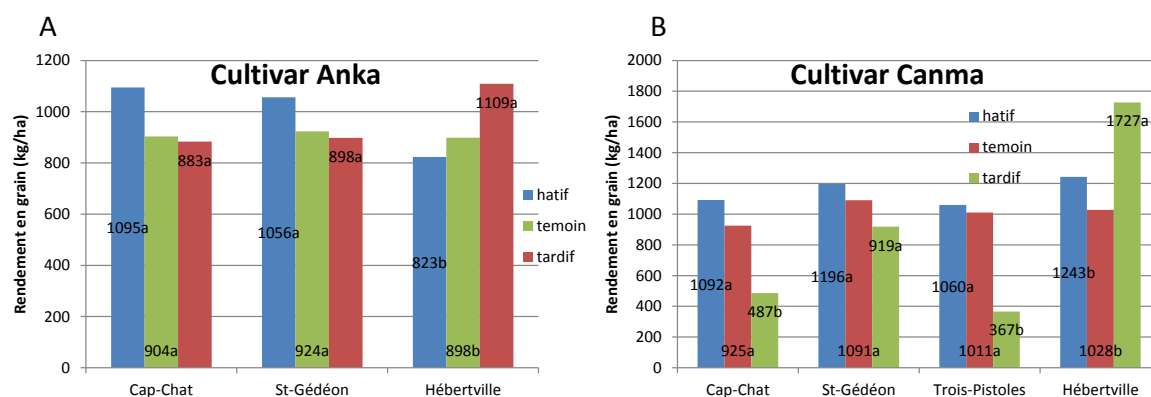 A
Cultivar Anka
Rendement en grain (kg/ha)
1200
1000
800
600
400
200
0
1095a
904a
883a
1056a
924a
898a
823b
898b
1109a
hatif
temoin
tardif
Cap-Chat
St-Gédéon
Hébertville
B
Cultivar Canma
Rendement en grain (kg/ha)
2000
1800
1600
1400
1200
1000
800
600
400
200
0
hatif
temoin
tardif
1092a
925a
487b
1196a
1091a
919a
1060a
1011a
367b
1243b
1028b
1727a
Cap-Chat
St-Gédéon
Trois-Pistoles
Hébertville